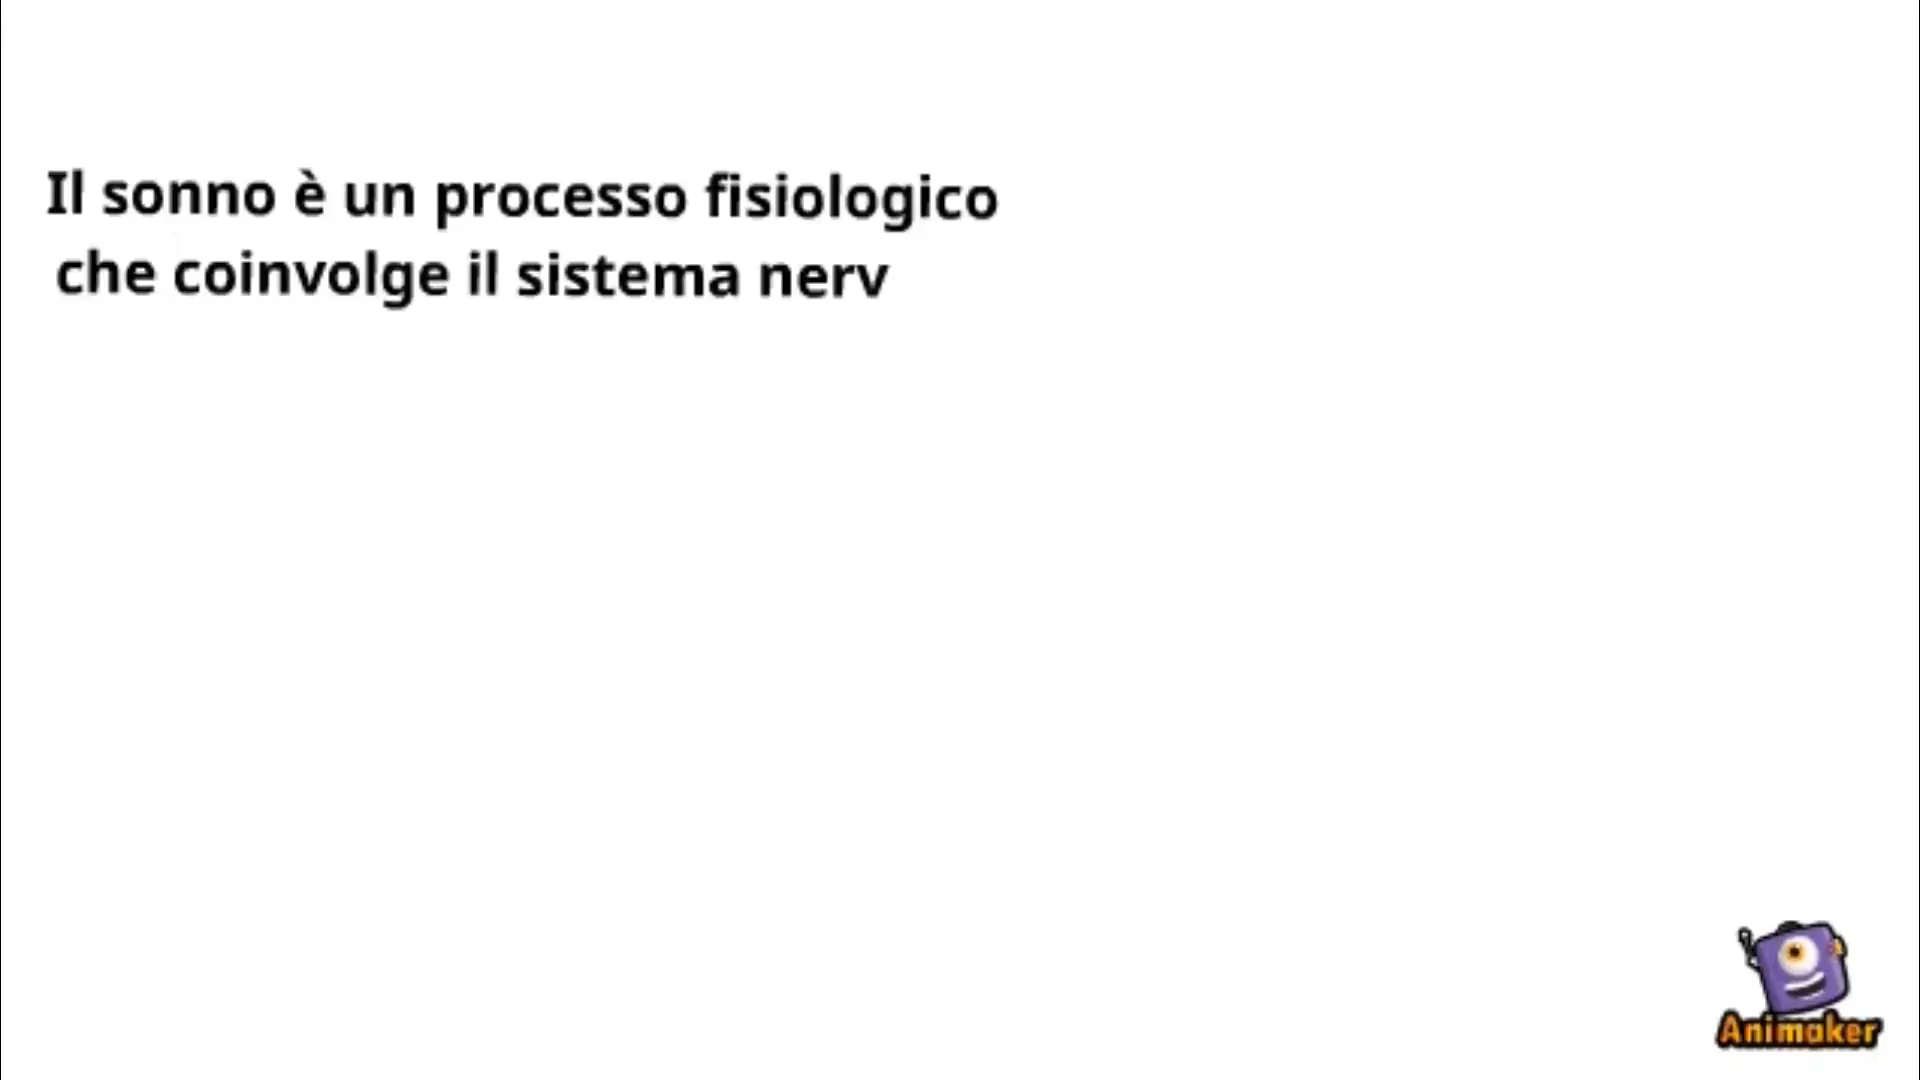 Il sonno è un processo fisiologico
che coinvolge il sistema nerv
Animaker